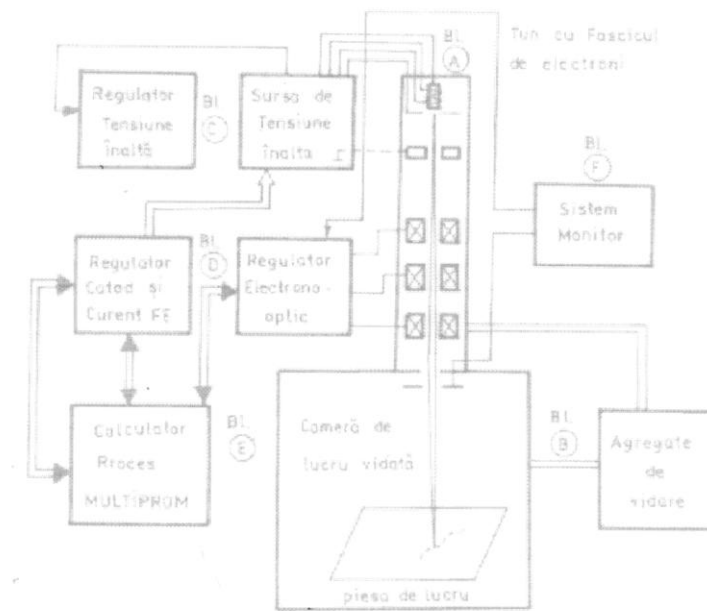 Bl.
A
Tun cu Fascicul
de electroni
Regulator
Tensiune
înaltă
Bl.
C
Sursa de
Tensiune
înaltă
Bl.
F
Sistem
Monitor
Regulator
Catod și
Curent FE
Bl.
D
Regulator
Electrono-
optic
Calculator
Rroces
MULTIPROM
Bl.
E
Cameră de
lucru vidată
Bl.
B
Agregate
de
vidare
piesa de lucru